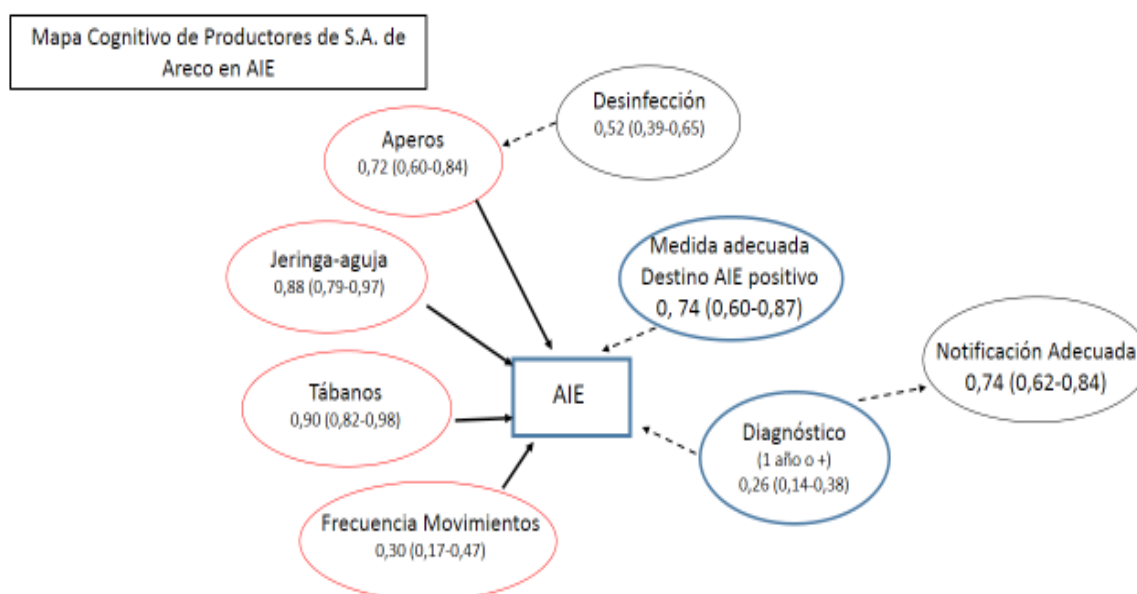 Mapa Cognitivo de Productores de S.A. de
Areco en AIE
Desinfección
0,52 (0,39-0,65)
Aperos
0,72 (0,60-0,84)
Jeringa-aguja
0,88 (0,79-0,97)
Medida adecuada
Destino AIE positivo
0, 74 (0,60-0,87)
Notificación Adecuada
0,74 (0,62-0,84)
Tábanos
0,90 (0,82-0,98)
AIE
Diagnóstico
(1 año o +)
0,26 (0,14-0,38)
Frecuencia Movimientos
0,30 (0,17-0,47)